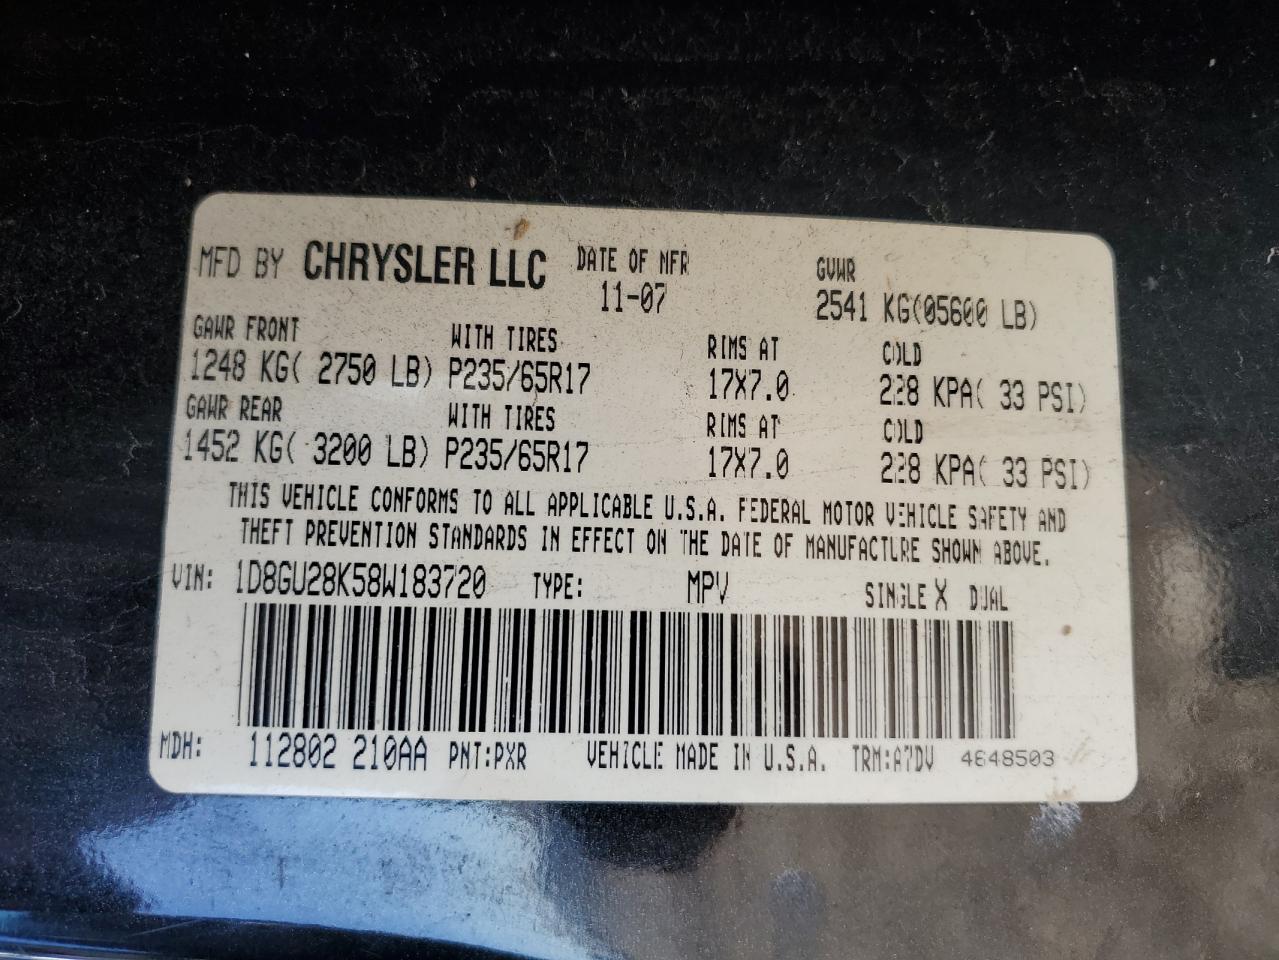 MFD BY CHRYSLER LLC DATE OF MFR GVWR
11-07 2541 KG(05600 LB)
GAWR FRONT WITH TIRES RIMS AT COLD
1248 KG( 2750 LB) P235/65R17 17X7.0 228 KPA( 33 PSI)
GAWR REAR WITH TIRES RIMS AT COLD
1452 KG( 3200 LB) P235/65R17 17X7.0 228 KPA( 33 PSI)
THIS VEHICLE CONFORMS TO ALL APPLICABLE U.S.A. FEDERAL MOTOR VEHICLE SAFETY AND
THEFT PREVENTION STANDARDS IN EFFECT ON THE DATE OF MANUFACTURE SHOWN ABOVE.
VIN: 1D8GU28K58W183720 TYPE: MPV SINGLE X DUAL
MDH: 112802 210AA PNT:PXR VEHICLE MADE IN U.S.A. TRM:A7DV 4648503